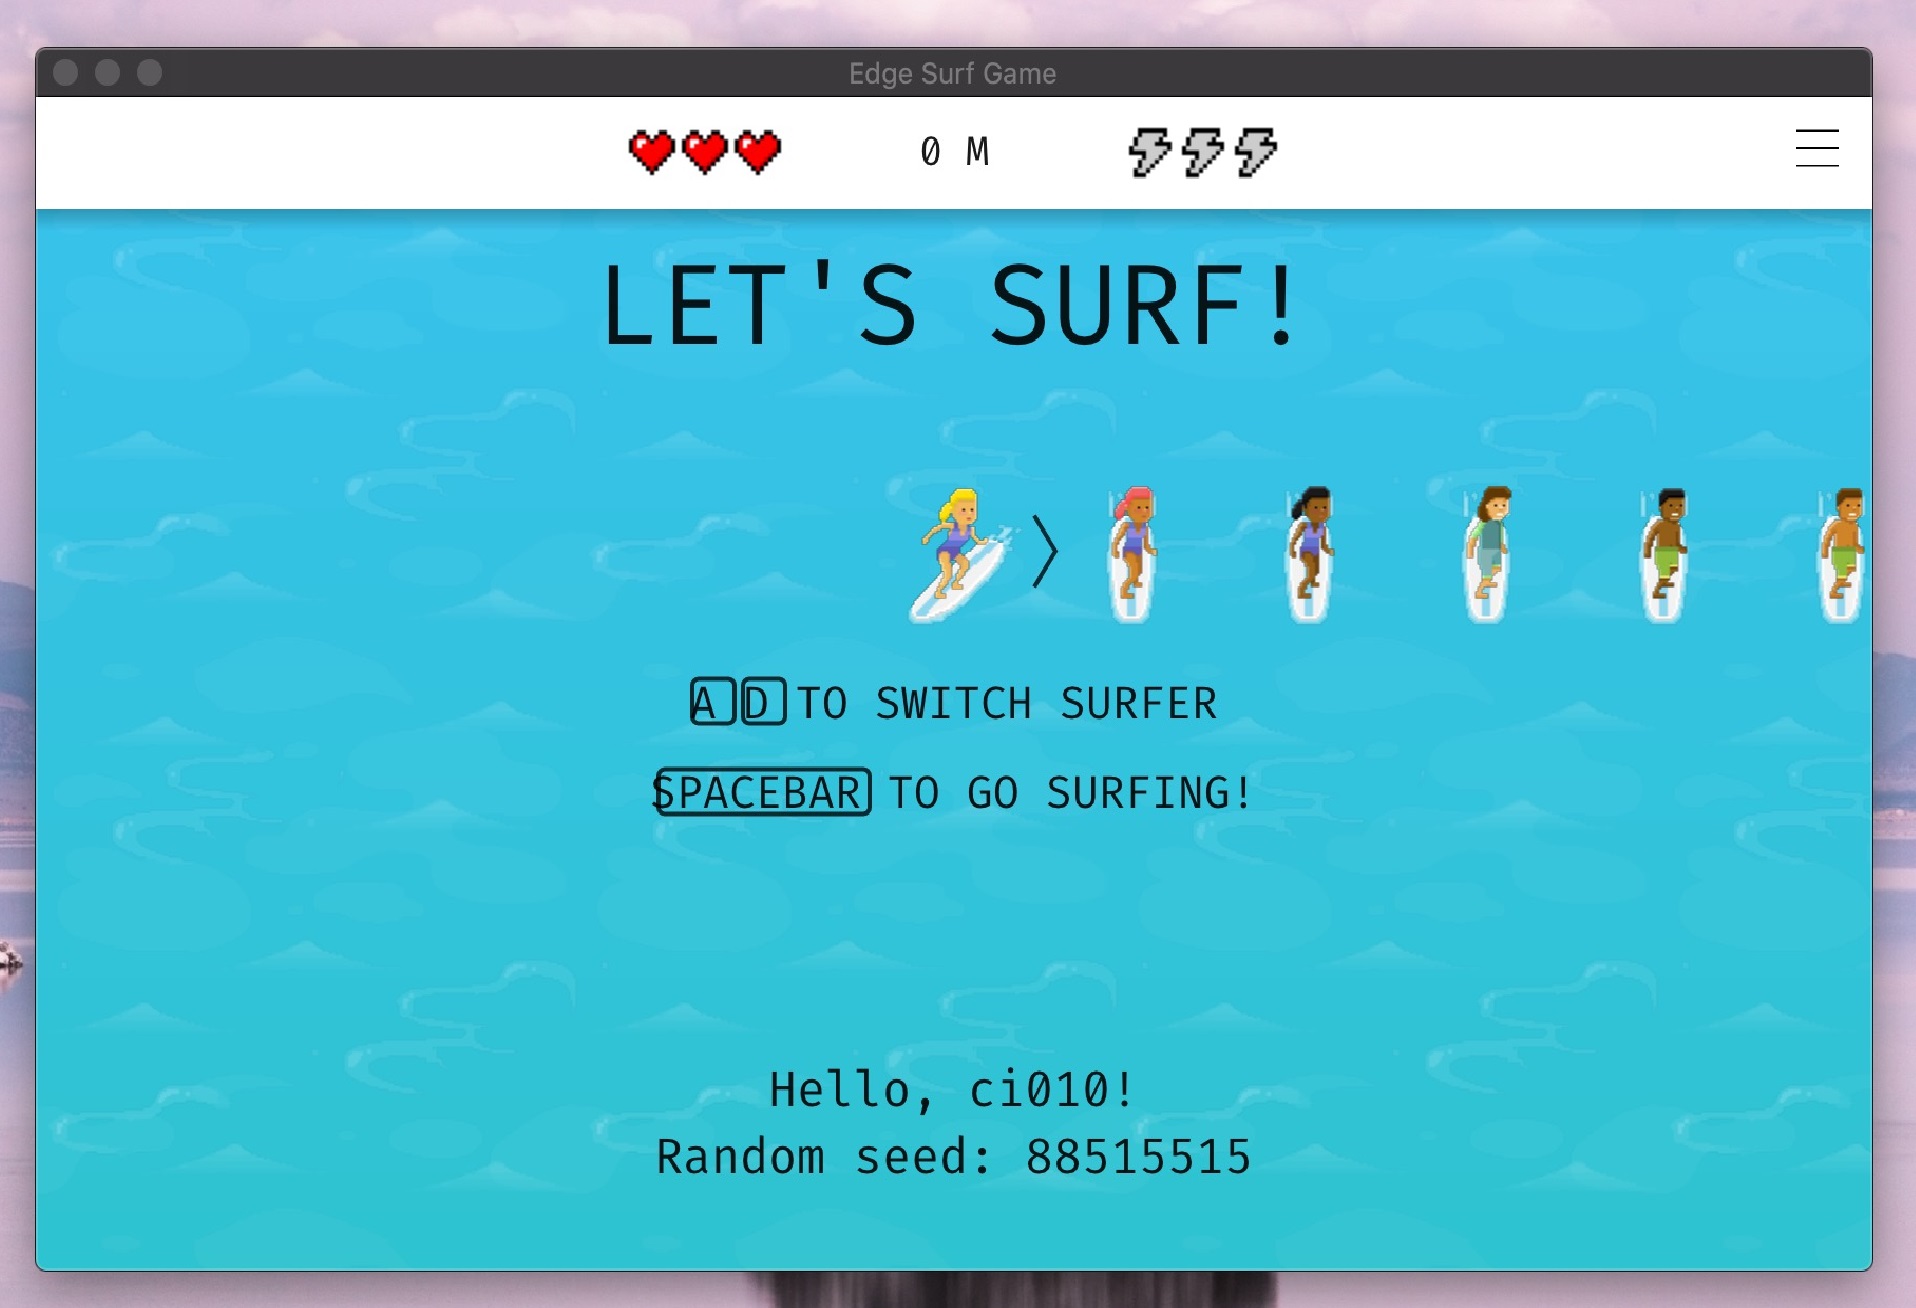 Edge Surf Game
0 M
LET'S SURF!
A D TO SWITCH SURFER
SPACEBAR TO GO SURFING!
Hello, ci010!
Random seed: 88515515